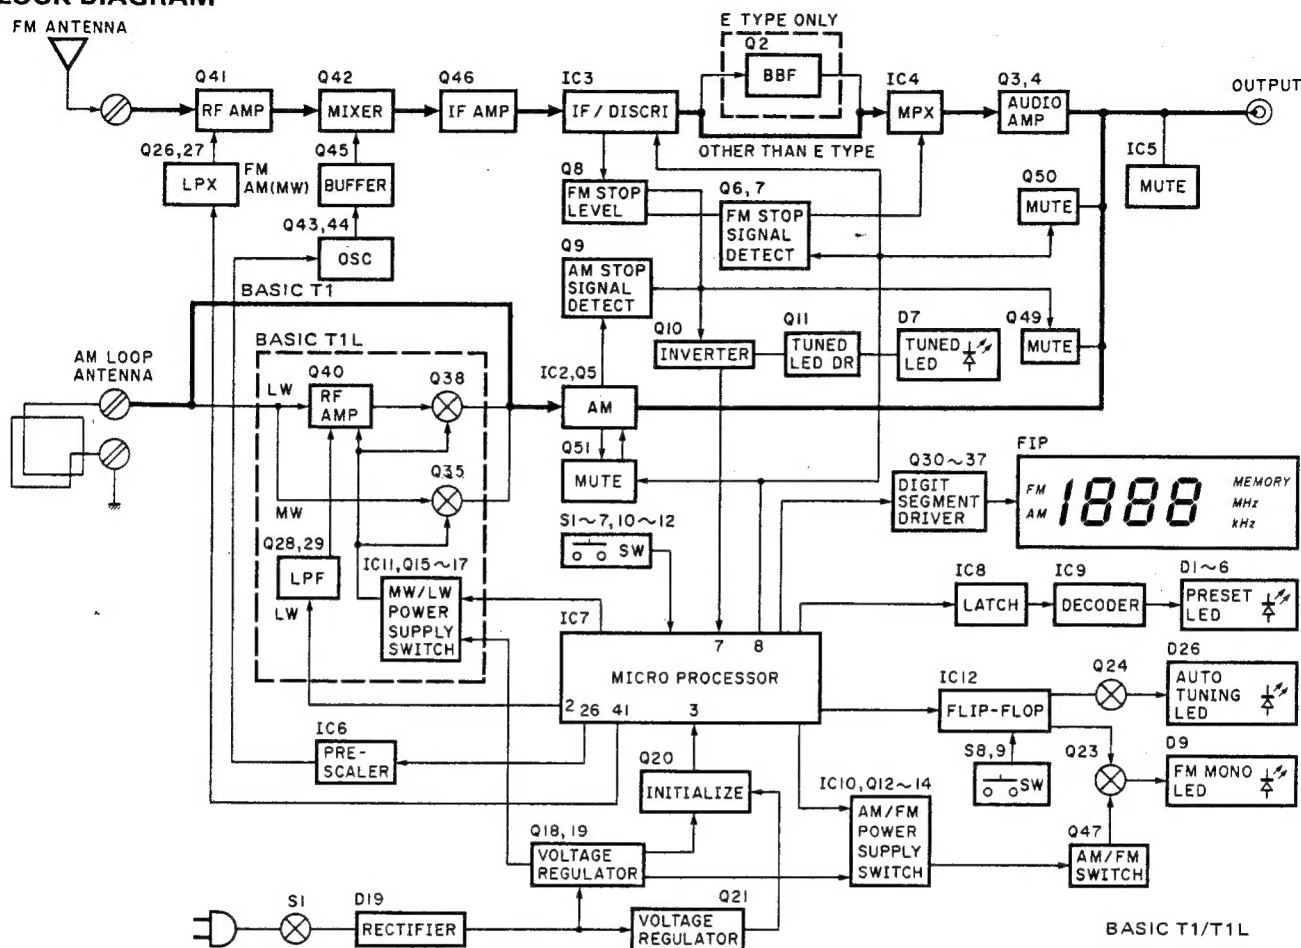 LOCK DIAGRAM
FM ANTENNA
E TYPE ONLY
Q2
BBF
Q41
RF AMP
Q42
MIXER
Q46
IF AMP
IC3
IF / DISCRI
IC4
MPX
Q3, 4
AUDIO
AMP
OUTPUT
OTHER THAN E TYPE
Q26, 27
LPX
FM
AM(MW)
Q45
BUFFER
Q43, 44
OSC
Q8
FM STOP
LEVEL
Q6, 7
FM STOP
SIGNAL
DETECT
Q50
MUTE
IC5
MUTE
Q9
AM STOP
SIGNAL
DETECT
BASIC T1
BASIC T1L
AM LOOP
ANTENNA
LW
Q40
RF
AMP
Q38
IC2, Q5
AM
Q10
INVERTER
Q11
TUNED
LED DR
D7
TUNED
LED
Q49
MUTE
Q51
MUTE
Q35
MW
Q28, 29
LPF
LW
IC11, Q15~17
MW/LW
POWER
SUPPLY
SWITCH
S1~7, 10~12
SW
Q30~37
DIGIT
SEGMENT
DRIVER
FIP
FM
AM
1888
MEMORY
MHz
kHz
IC7
7
8
MICRO PROCESSOR
2
26
41
3
IC8
LATCH
IC9
DECODER
D1~6
PRESET
LED
IC12
FLIP-FLOP
Q24
D26
AUTO
TUNING
LED
S8, 9
SW
Q23
D9
FM MONO
LED
IC6
PRE-
SCALER
Q20
INITIALIZE
IC10, Q12~14
AM/FM
POWER
SUPPLY
SWITCH
Q47
AM/FM
SWITCH
Q18, 19
VOLTAGE
REGULATOR
S1
D19
RECTIFIER
Q21
VOLTAGE
REGULATOR
BASIC T1/T1L